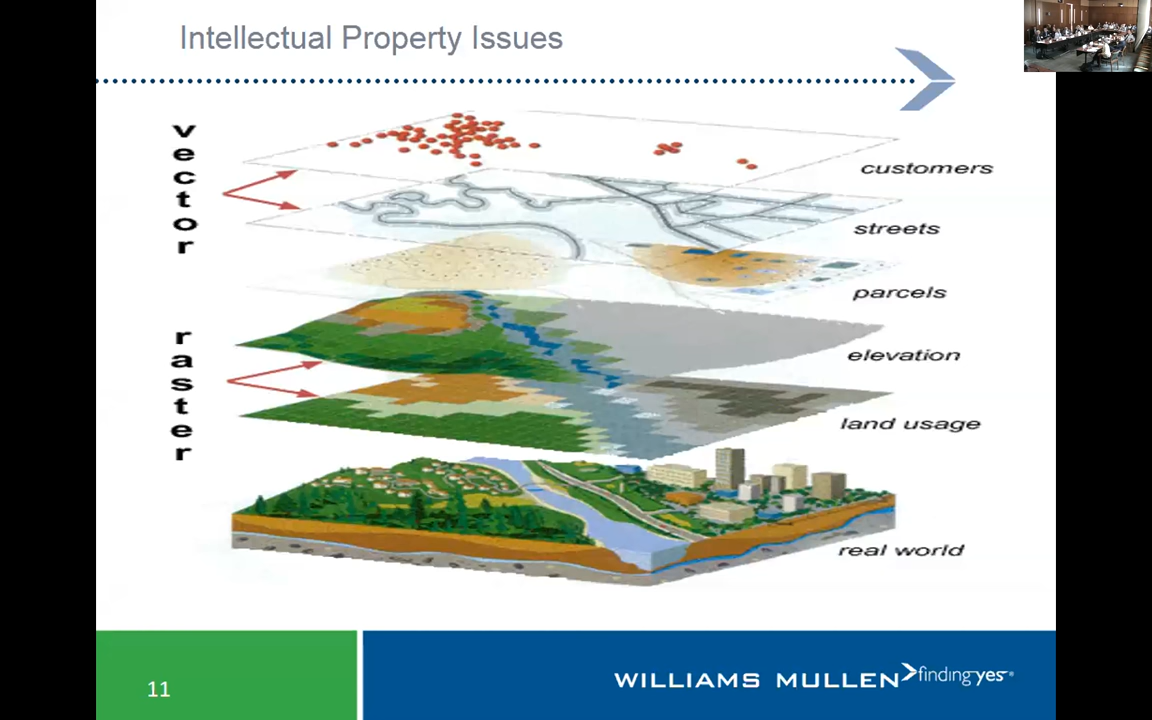 Intellectual Property Issues
vector
customers
streets
parcels
raster
elevation
land usage
real world
11
WILLIAMS MULLEN finding yes®